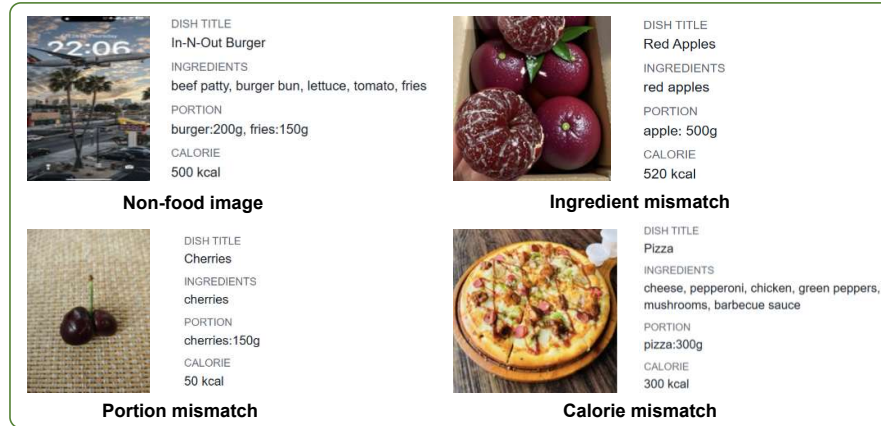 22:06
DISH TITLE
In-N-Out Burger
INGREDIENTS
beef patty, burger bun, lettuce, tomato, fries
PORTION
burger:200g, fries:150g
CALORIE
500 kcal
Non-food image
DISH TITLE
Red Apples
INGREDIENTS
red apples
PORTION
apple: 500g
CALORIE
520 kcal
Ingredient mismatch
DISH TITLE
Cherries
INGREDIENTS
cherries
PORTION
cherries:150g
CALORIE
50 kcal
Portion mismatch
DISH TITLE
Pizza
INGREDIENTS
cheese, pepperoni, chicken, green peppers,
mushrooms, barbecue sauce
PORTION
pizza:300g
CALORIE
300 kcal
Calorie mismatch